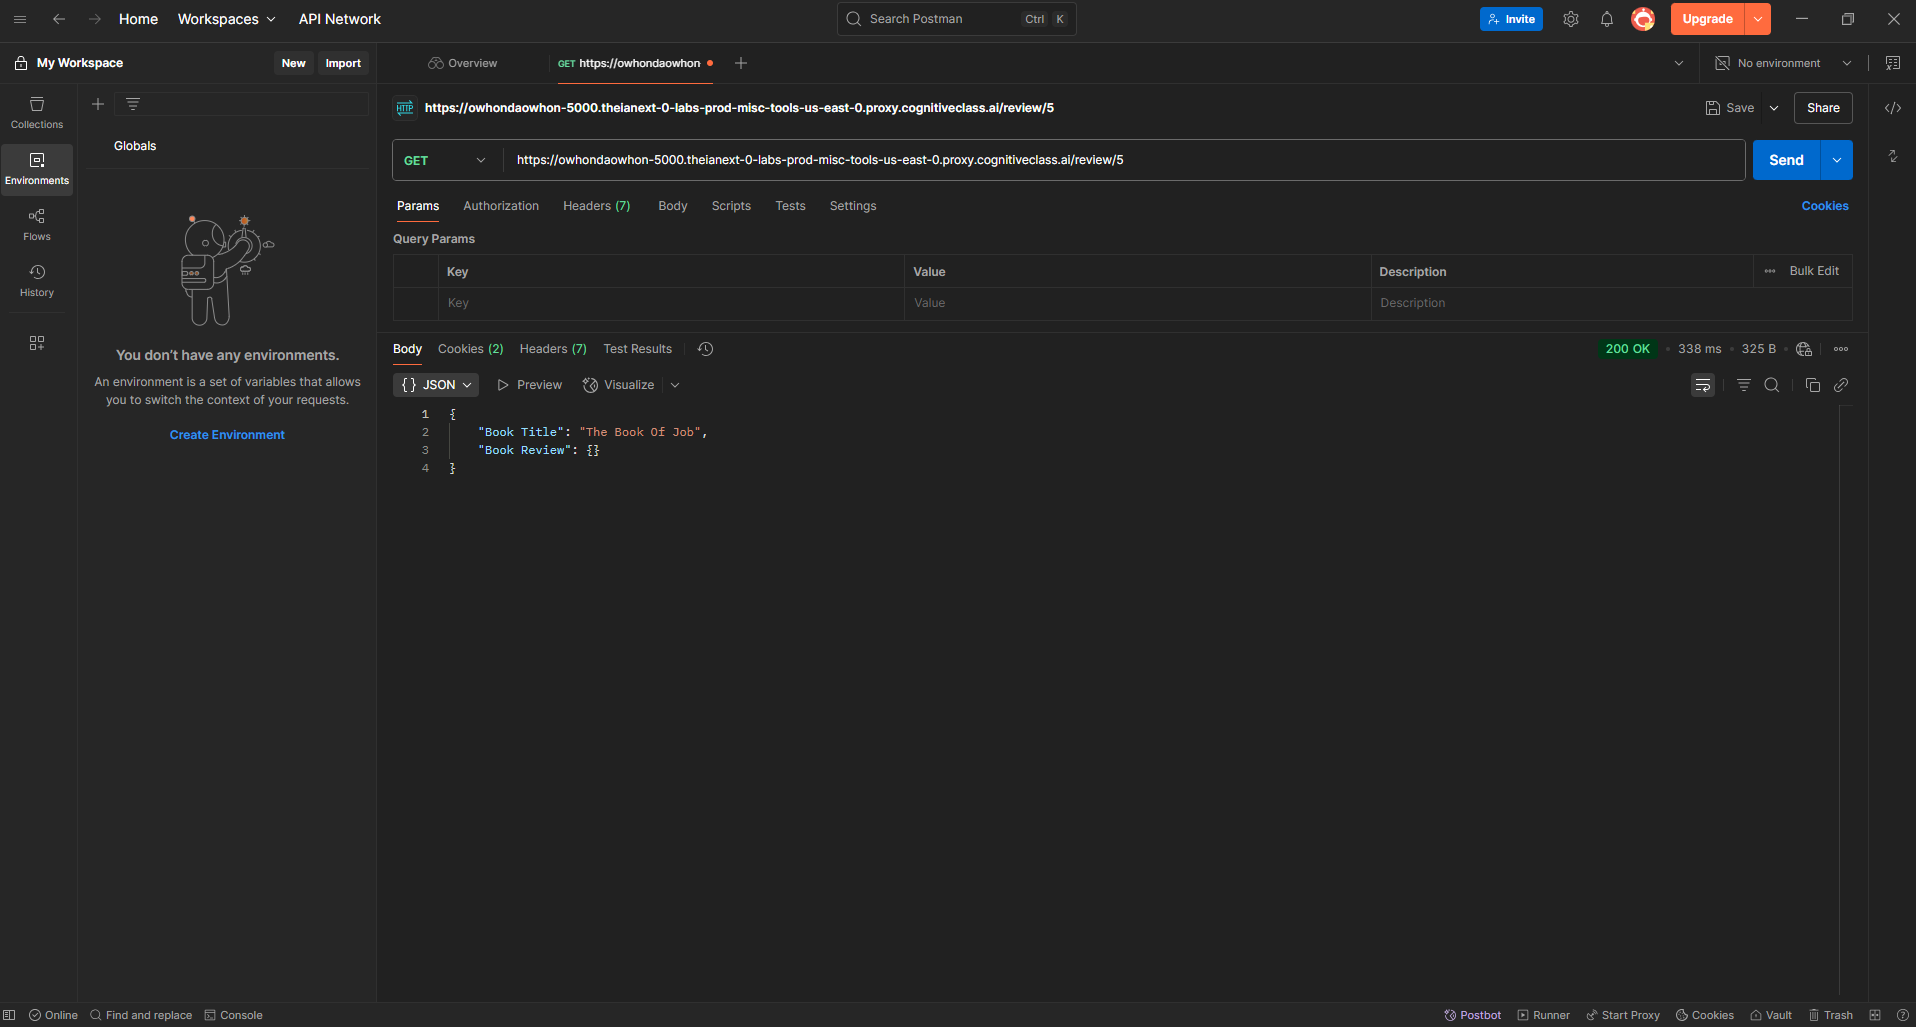 Home Workspaces API Network Search Postman Ctrl K Invite Upgrade
My Workspace New Import Overview GET https://owhondaowhon No environment
Collections
Environments
Flows
History
Globals
You don’t have any environments.
An environment is a set of variables that allows
you to switch the context of your requests.
Create Environment
HTTP https://owhondaowhon-5000.theianext-0-labs-prod-misc-tools-us-east-0.proxy.cognitiveclass.ai/review/5 Save Share
GET https://owhondaowhon-5000.theianext-0-labs-prod-misc-tools-us-east-0.proxy.cognitiveclass.ai/review/5 Send
Params Authorization Headers (7) Body Scripts Tests Settings Cookies
Query Params
Key Value Description Bulk Edit
Key Value Description
Body Cookies (2) Headers (7) Test Results 200 OK 338 ms 325 B
{} JSON Preview Visualize
1 {
2 "Book Title": "The Book Of Job",
3 "Book Review": {}
4 }
Online Find and replace Console Postbot Runner Start Proxy Cookies Vault Trash